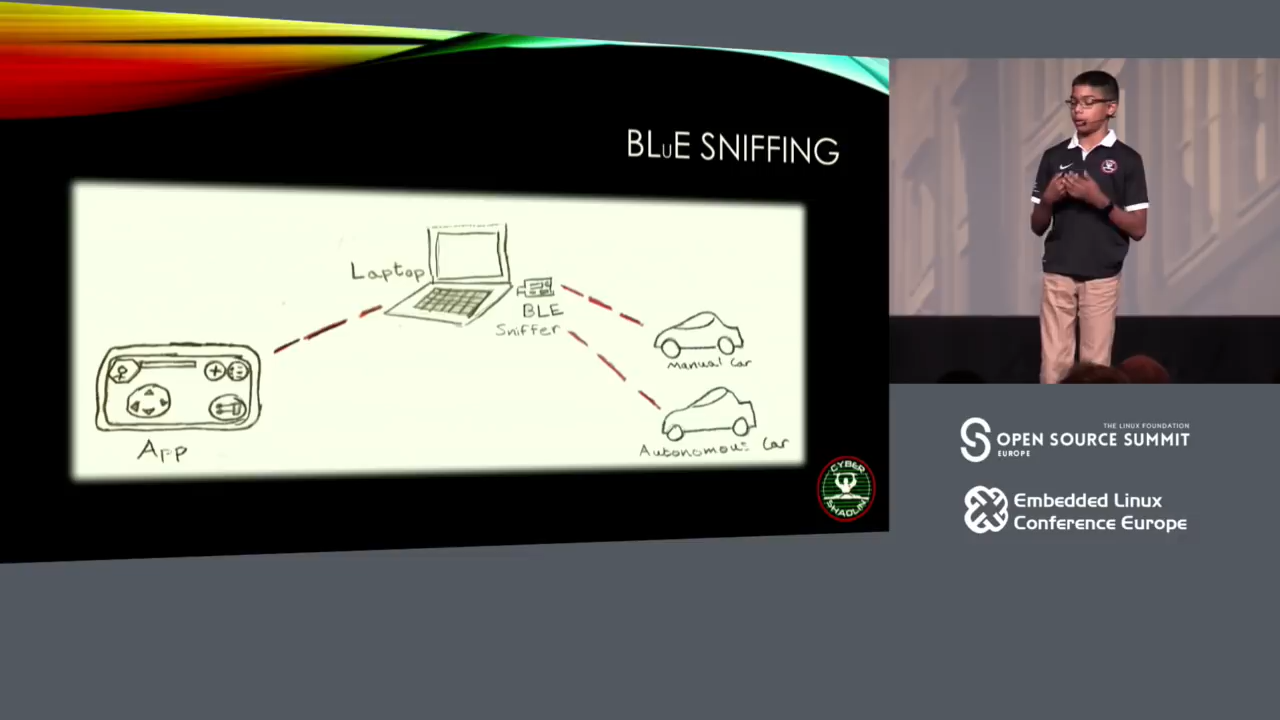 BLuE SNIFFING
Laptop
BLE
Sniffer
Manual Car
Autonomous Car
App
CYBER
SHAOLIN
THE LINUX FOUNDATION
OPEN SOURCE SUMMIT
EUROPE
Embedded Linux
Conference Europe